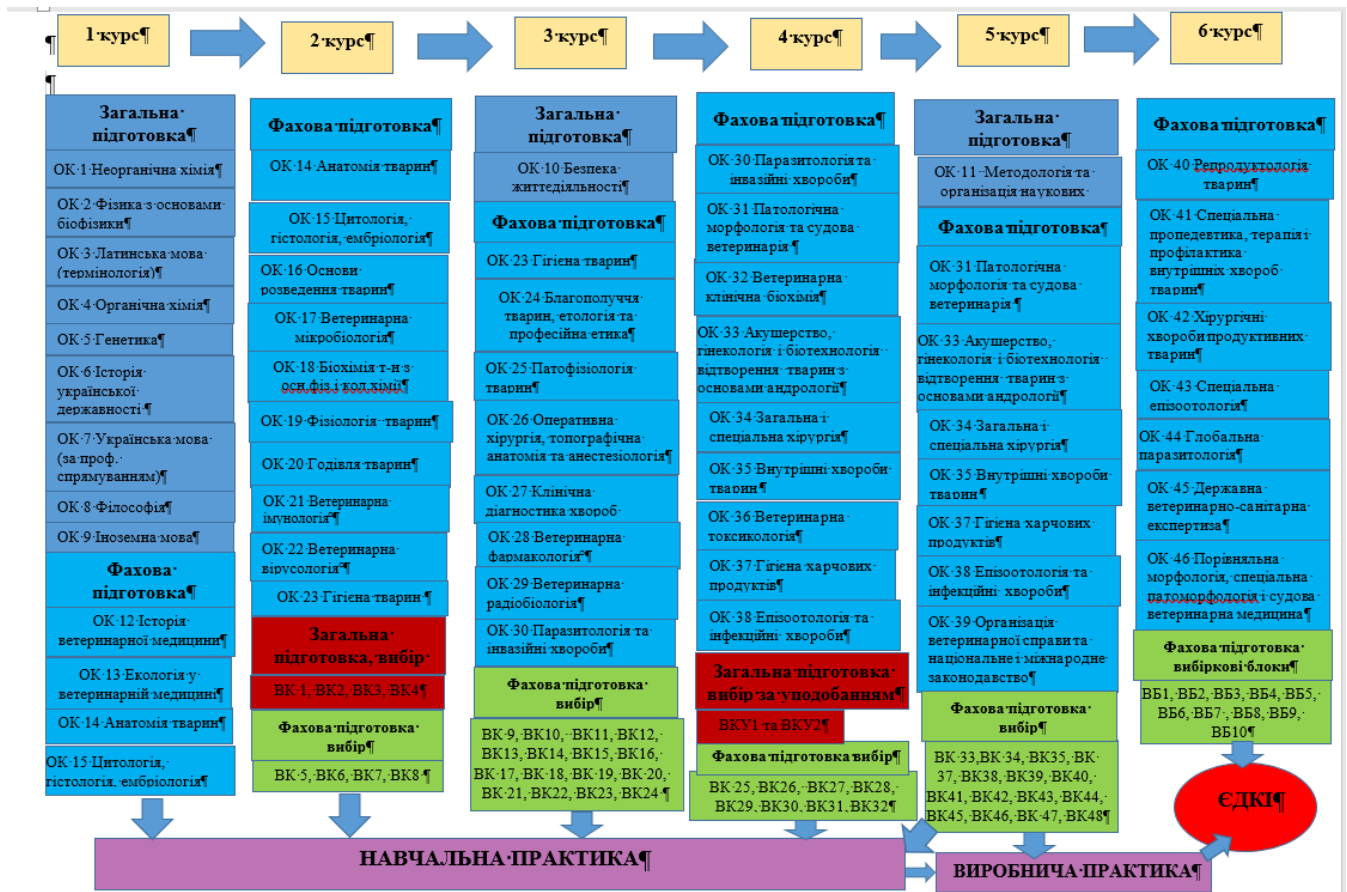 ¶
1·курс¶
2·курс¶
3·курс¶
4·курс¶
5·курс¶
6·курс¶
¶
Загальна·
підготовка¶
ОК·1·Неорганічна·хімія¶
ОК·2·Фізика·з·основами·
біофізики¶
ОК·3·Латинська·мова·
(термінологія)¶
ОК·4·Органічна·хімія¶
ОК·5·Генетика¶
ОК·6·Історія·
української·
державності·¶
ОК·7·Українська·мова·
(за·проф.·
спрямуванням)¶
ОК·8·Філософія¶
ОК·9·Іноземна·мова¶
Фахова·
підготовка¶
ОК·12·Історія·
ветеринарної·медицини¶
ОК·13·Екологія·у·
ветеринарній·медицині¶
ОК·14·Анатомія·тварин¶
ОК·15·Цитологія,·
гістологія,·ембріологія¶
Фахова·підготовка¶
ОК·14·Анатомія·тварин¶
ОК·15·Цитологія,·
гістологія,·ембріологія¶
ОК·16·Основи·
розведення·тварин¶
ОК·17·Ветеринарна·
мікробіологія¶
ОК·18·Біохімія·т-н·з·
осн.фіз.і·кол.хімії¶
ОК·19·Фізіологія··тварин¶
ОК·20·Годівля·тварин¶
ОК·21·Ветеринарна·
імунологія¶
ОК·22·Ветеринарна·
вірусологія¶
ОК·23·Гігієна·тварин·¶
Загальна·
підготовка,·вибір·
ВК·1,·ВК2,·ВК3,·ВК4¶
Фахова·підготовка·
вибір¶
ВК·5,·ВК6,·ВК7,·ВК8·¶
Загальна·
підготовка¶
ОК·10·Безпека·
життєдіяльності¶
Фахова·підготовка¶
ОК·23·Гігієна·тварин¶
ОК·24·Благополуччя·
тварин,·етологія·та·
професійна·етика¶
ОК·25·Патофізіологія·
тварин¶
ОК·26·Оперативна·
хірургія,·топографічна·
анатомія·та·анестезіологія¶
ОК·27·Клінічна·
діагностика·хвороб·
ОК·28·Ветеринарна·
фармакологія¶
ОК·29·Ветеринарна·
радіобіологія¶
ОК·30·Паразитологія·та·
інвазійні·хвороби¶
Фахова·підготовка·
вибір¶
ВК·9,·ВК10,··ВК11,·ВК12,·
ВК13,·ВК14,·ВК15,·ВК16,·
ВК·17,·ВК·18,·ВК·19,·ВК·20,·
ВК·21,·ВК22,·ВК23,·ВК24·¶
Фахова·підготовка¶
ОК·30·Паразитологія·та·
інвазійні·хвороби¶
ОК·31·Патологічна·
морфологія·та·судова·
ветеринарія·¶
ОК·32·Ветеринарна·
клінічна·біохімія¶
ОК·33·Акушерство,·
гінекологія·і·біотехнологія··
відтворення·тварин·з·
основами·андрології¶
ОК·34·Загальна·і·
спеціальна·хірургія¶
ОК·35·Внутрішні·хвороби·
тварин¶
ОК·36·Ветеринарна·
токсикологія¶
ОК·37·Гігієна·харчових·
продуктів¶
ОК·38·Епізоотологія·та·
інфекційні·хвороби¶
Загальна·підготовка·
вибір·за·уподобанням¶
ВКУ1·та·ВКУ2¶
Фахова·підготовка·вибір¶
ВК·25,·ВК26,··ВК27,·ВК28,·
ВК29,·ВК30,·ВК31,·ВК32¶
Загальна·
підготовка¶
ОК·11··Методологія·та·
організація·наукових·
Фахова·підготовка¶
ОК·31·Патологічна·
морфологія·та·судова·
ветеринарія·¶
ОК·33·Акушерство,·
гінекологія·і·біотехнологія··
відтворення·тварин·з·
основами·андрології¶
ОК·34·Загальна·і·
спеціальна·хірургія¶
ОК·35·Внутрішні·хвороби·
тварин¶
ОК·37·Гігієна·харчових·
продуктів¶
ОК·38·Епізоотологія·та·
інфекційні·хвороби¶
ОК·39·Організація·
ветеринарної·справи·та·
національне·і·міжнародне·
законодавство¶
Фахова·підготовка·
вибір¶
ВК·33,ВК·34,·ВК35,·ВК·
37,·ВК38,·ВК39,·ВК40,·
ВК41,·ВК42,·ВК43,·ВК44,·
ВК45,·ВК46,·ВК·47,·ВК48¶
Фахова·підготовка¶
ОК·40·Репродуктологія·
тварин¶
ОК·41·Спеціальна·
пропедевтика,·терапія·і·
профілактика·
внутрішніх·хвороб·
тварин¶
ОК·42·Хірургічні·
хвороби·продуктивних·
тварин¶
ОК·43·Спеціальна·
епізоотологія¶
ОК·44·Глобальна·
паразитологія¶
ОК·45·Державна·
ветеринарно-санітарна·
експертиза¶
ОК·46·Порівняльна·
морфологія,·спеціальна·
патоморфологія·і·судова·
ветеринарна·медицина¶
Фахова·підготовка·
вибіркові·блоки¶
ВБ1,·ВБ2,·ВБ3,·ВБ4,·ВБ5,·
ВБ6,·ВБ7·,·ВБ8,·ВБ9,·
ВБ10¶
ЄДКІ¶
НАВЧАЛЬНА·ПРАКТИКА¶
ВИРОБНИЧА·ПРАКТИКА¶